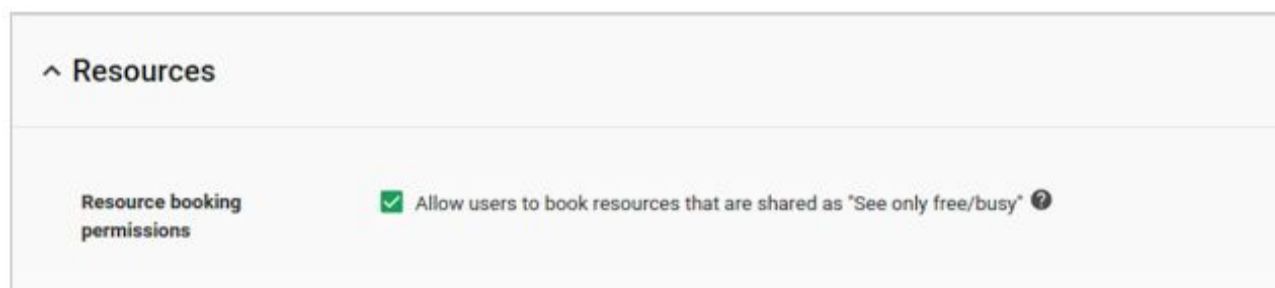 Resources
Resource booking
permissions
Allow users to book resources that are shared as "See only free/busy"